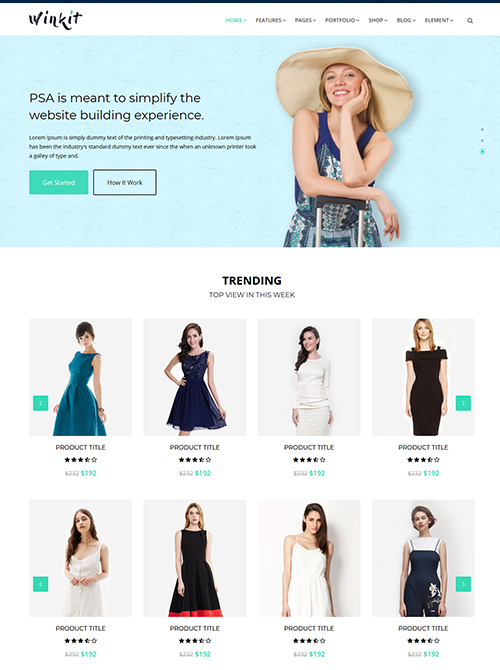 winkit
HOME FEATURES PAGES PORTFOLIO SHOP BLOG ELEMENT
PSA is meant to simplify the
website building experience.
Lorem Ipsum is simply dummy text of the printing and typesetting industry. Lorem Ipsum
has been the industry's standard dummy text ever since the when an unknown printer took
a galley of type and.
Get Started How It Work
TRENDING
TOP VIEW IN THIS WEEK
PRODUCT TITLE PRODUCT TITLE PRODUCT TITLE PRODUCT TITLE
$232 $192 $232 $192 $232 $192 $232 $192
PRODUCT TITLE PRODUCT TITLE PRODUCT TITLE PRODUCT TITLE
$232 $192 $232 $192 $232 $192 $232 $192